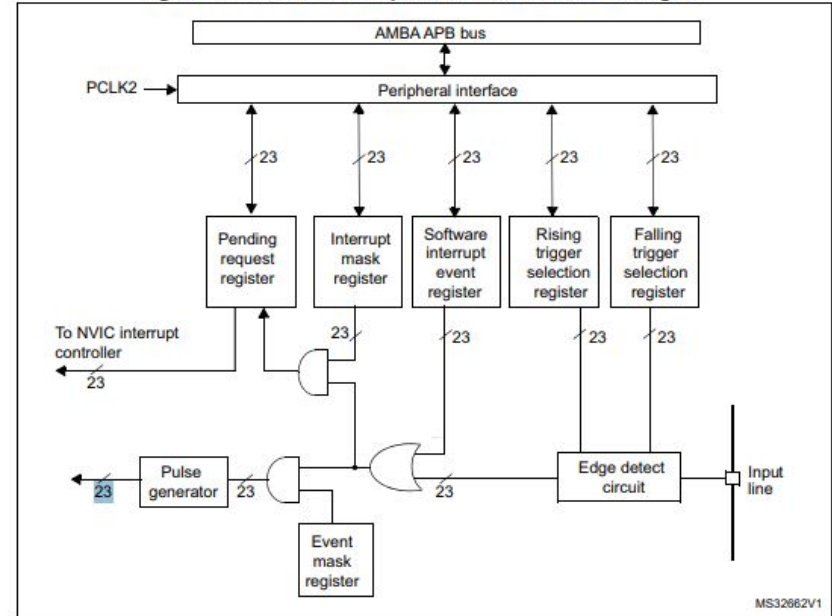 AMBA APB bus
PCLK2
Peripheral interface
23
23
23
23
23
Pending
request
register
Interrupt
mask
register
Software
interrupt
event
register
Rising
trigger
selection
register
Falling
trigger
selection
register
To NVIC interrupt
controller
23
23
23
23
23
Pulse
generator
23
23
23
Edge detect
circuit
Input
line
Event
mask
register
MS32662V1